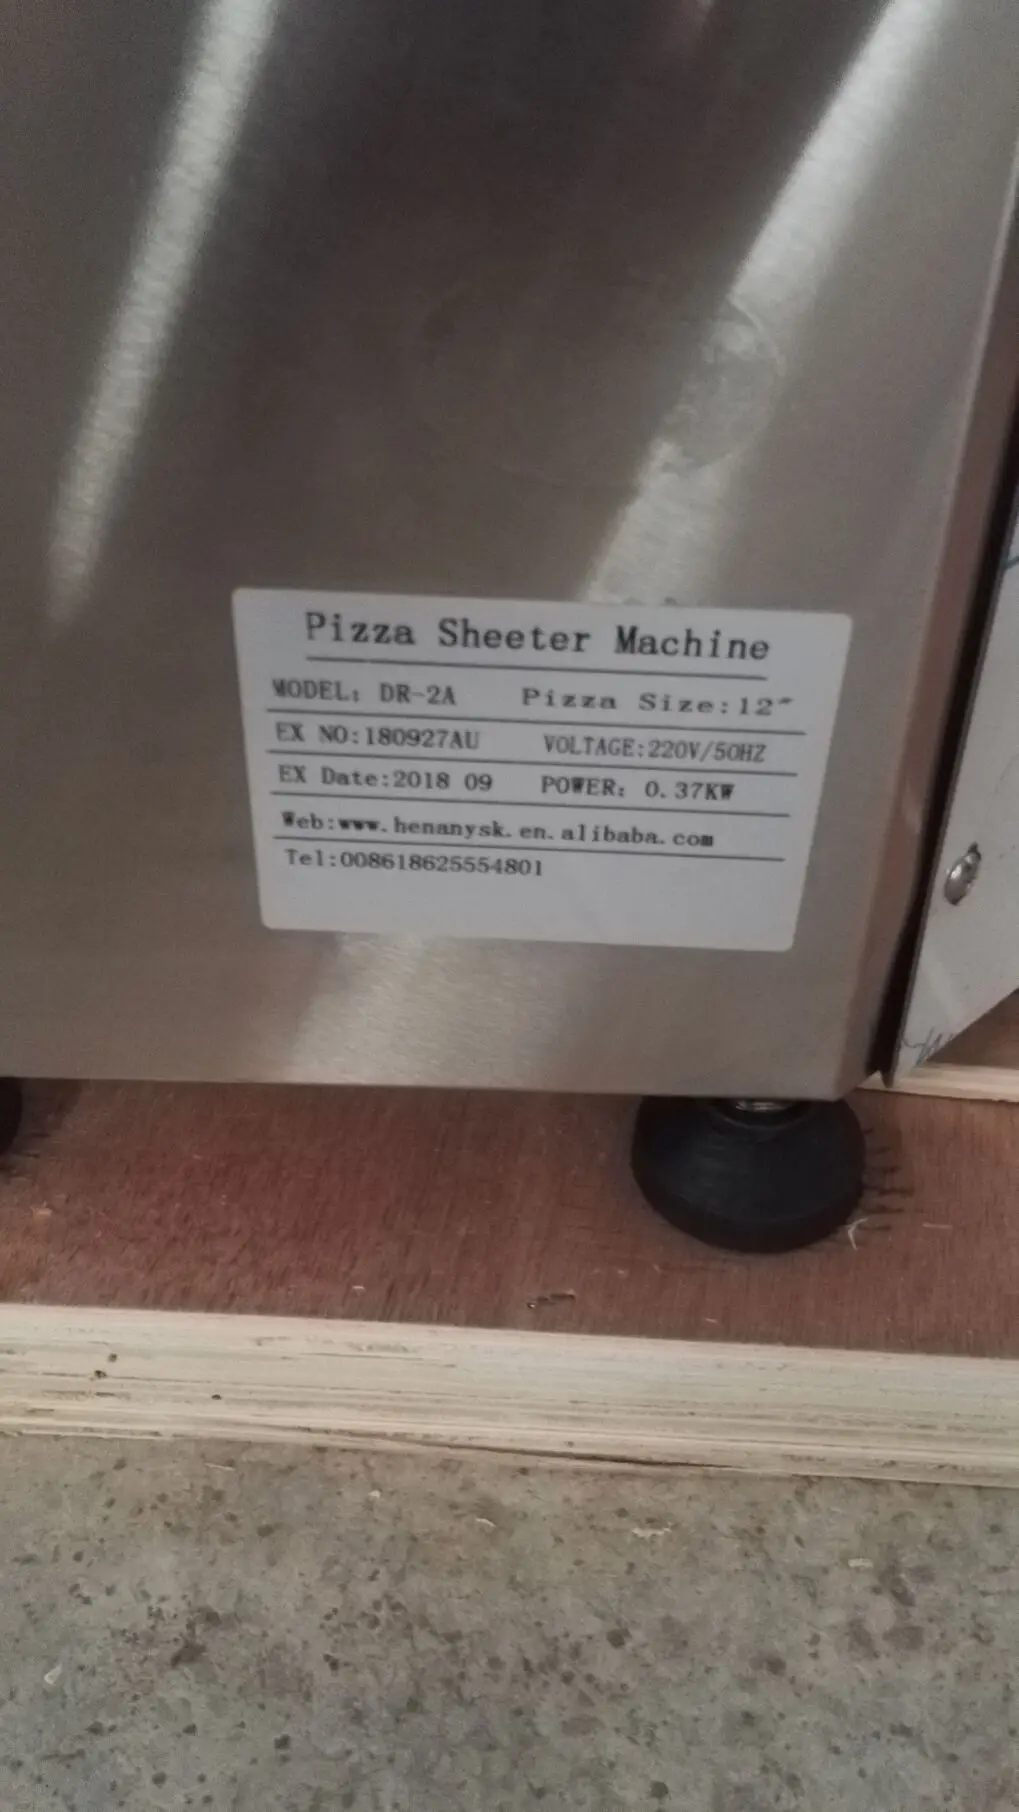 Pizza Sheeter Machine
MODEL: DR-2A Pizza Size:12"
EX NO:180927AU VOLTAGE:220V/50HZ
EX Date:2018 09 POWER: 0.37KW
Web:www.henanysk.en.alibaba.com
Tel:008618625554801